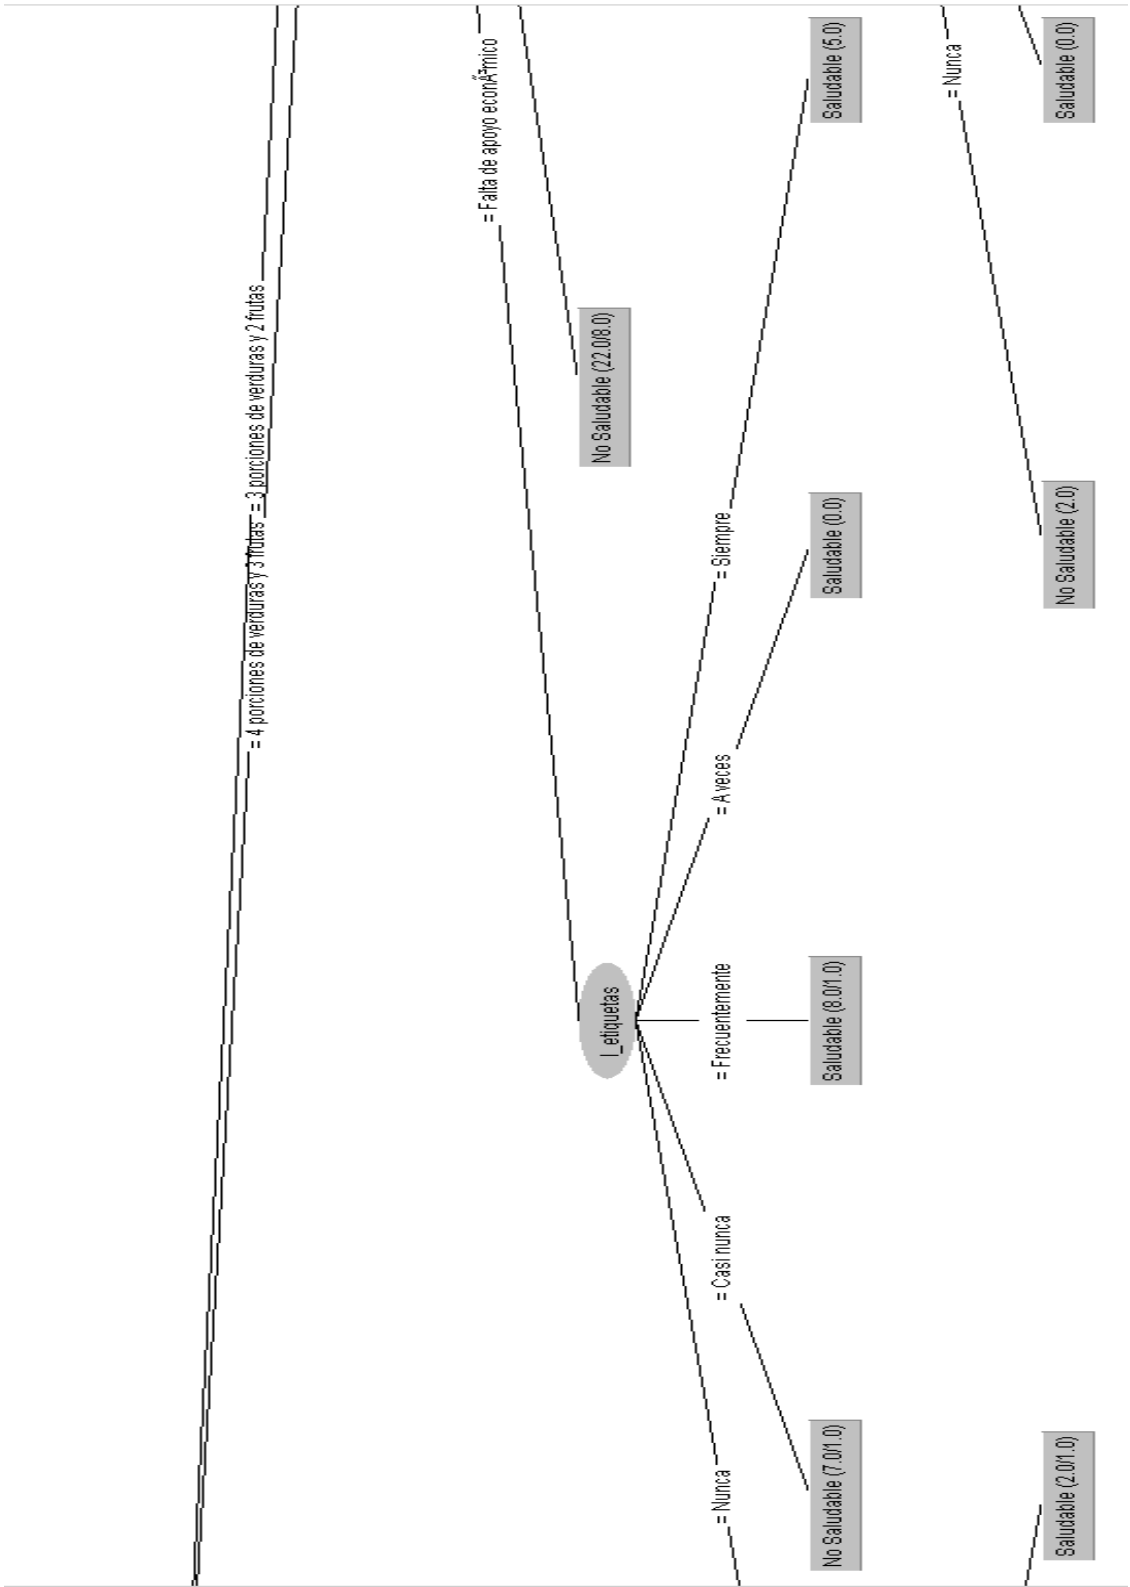 = 4 porciones de verduras y 3 frutas
= 3 porciones de verduras y 2 frutas
= Falta de apoyo econÃ³mico
l_etiquetas
No Saludable (22.0/8.0)
= Nunca
= Casi nunca
= Frecuentemente
= A veces
= Siempre
No Saludable (7.0/1.0)
Saludable (8.0/1.0)
Saludable (0.0)
Saludable (5.0)
= Nunca
Saludable (2.0/1.0)
No Saludable (2.0)
Saludable (0.0)